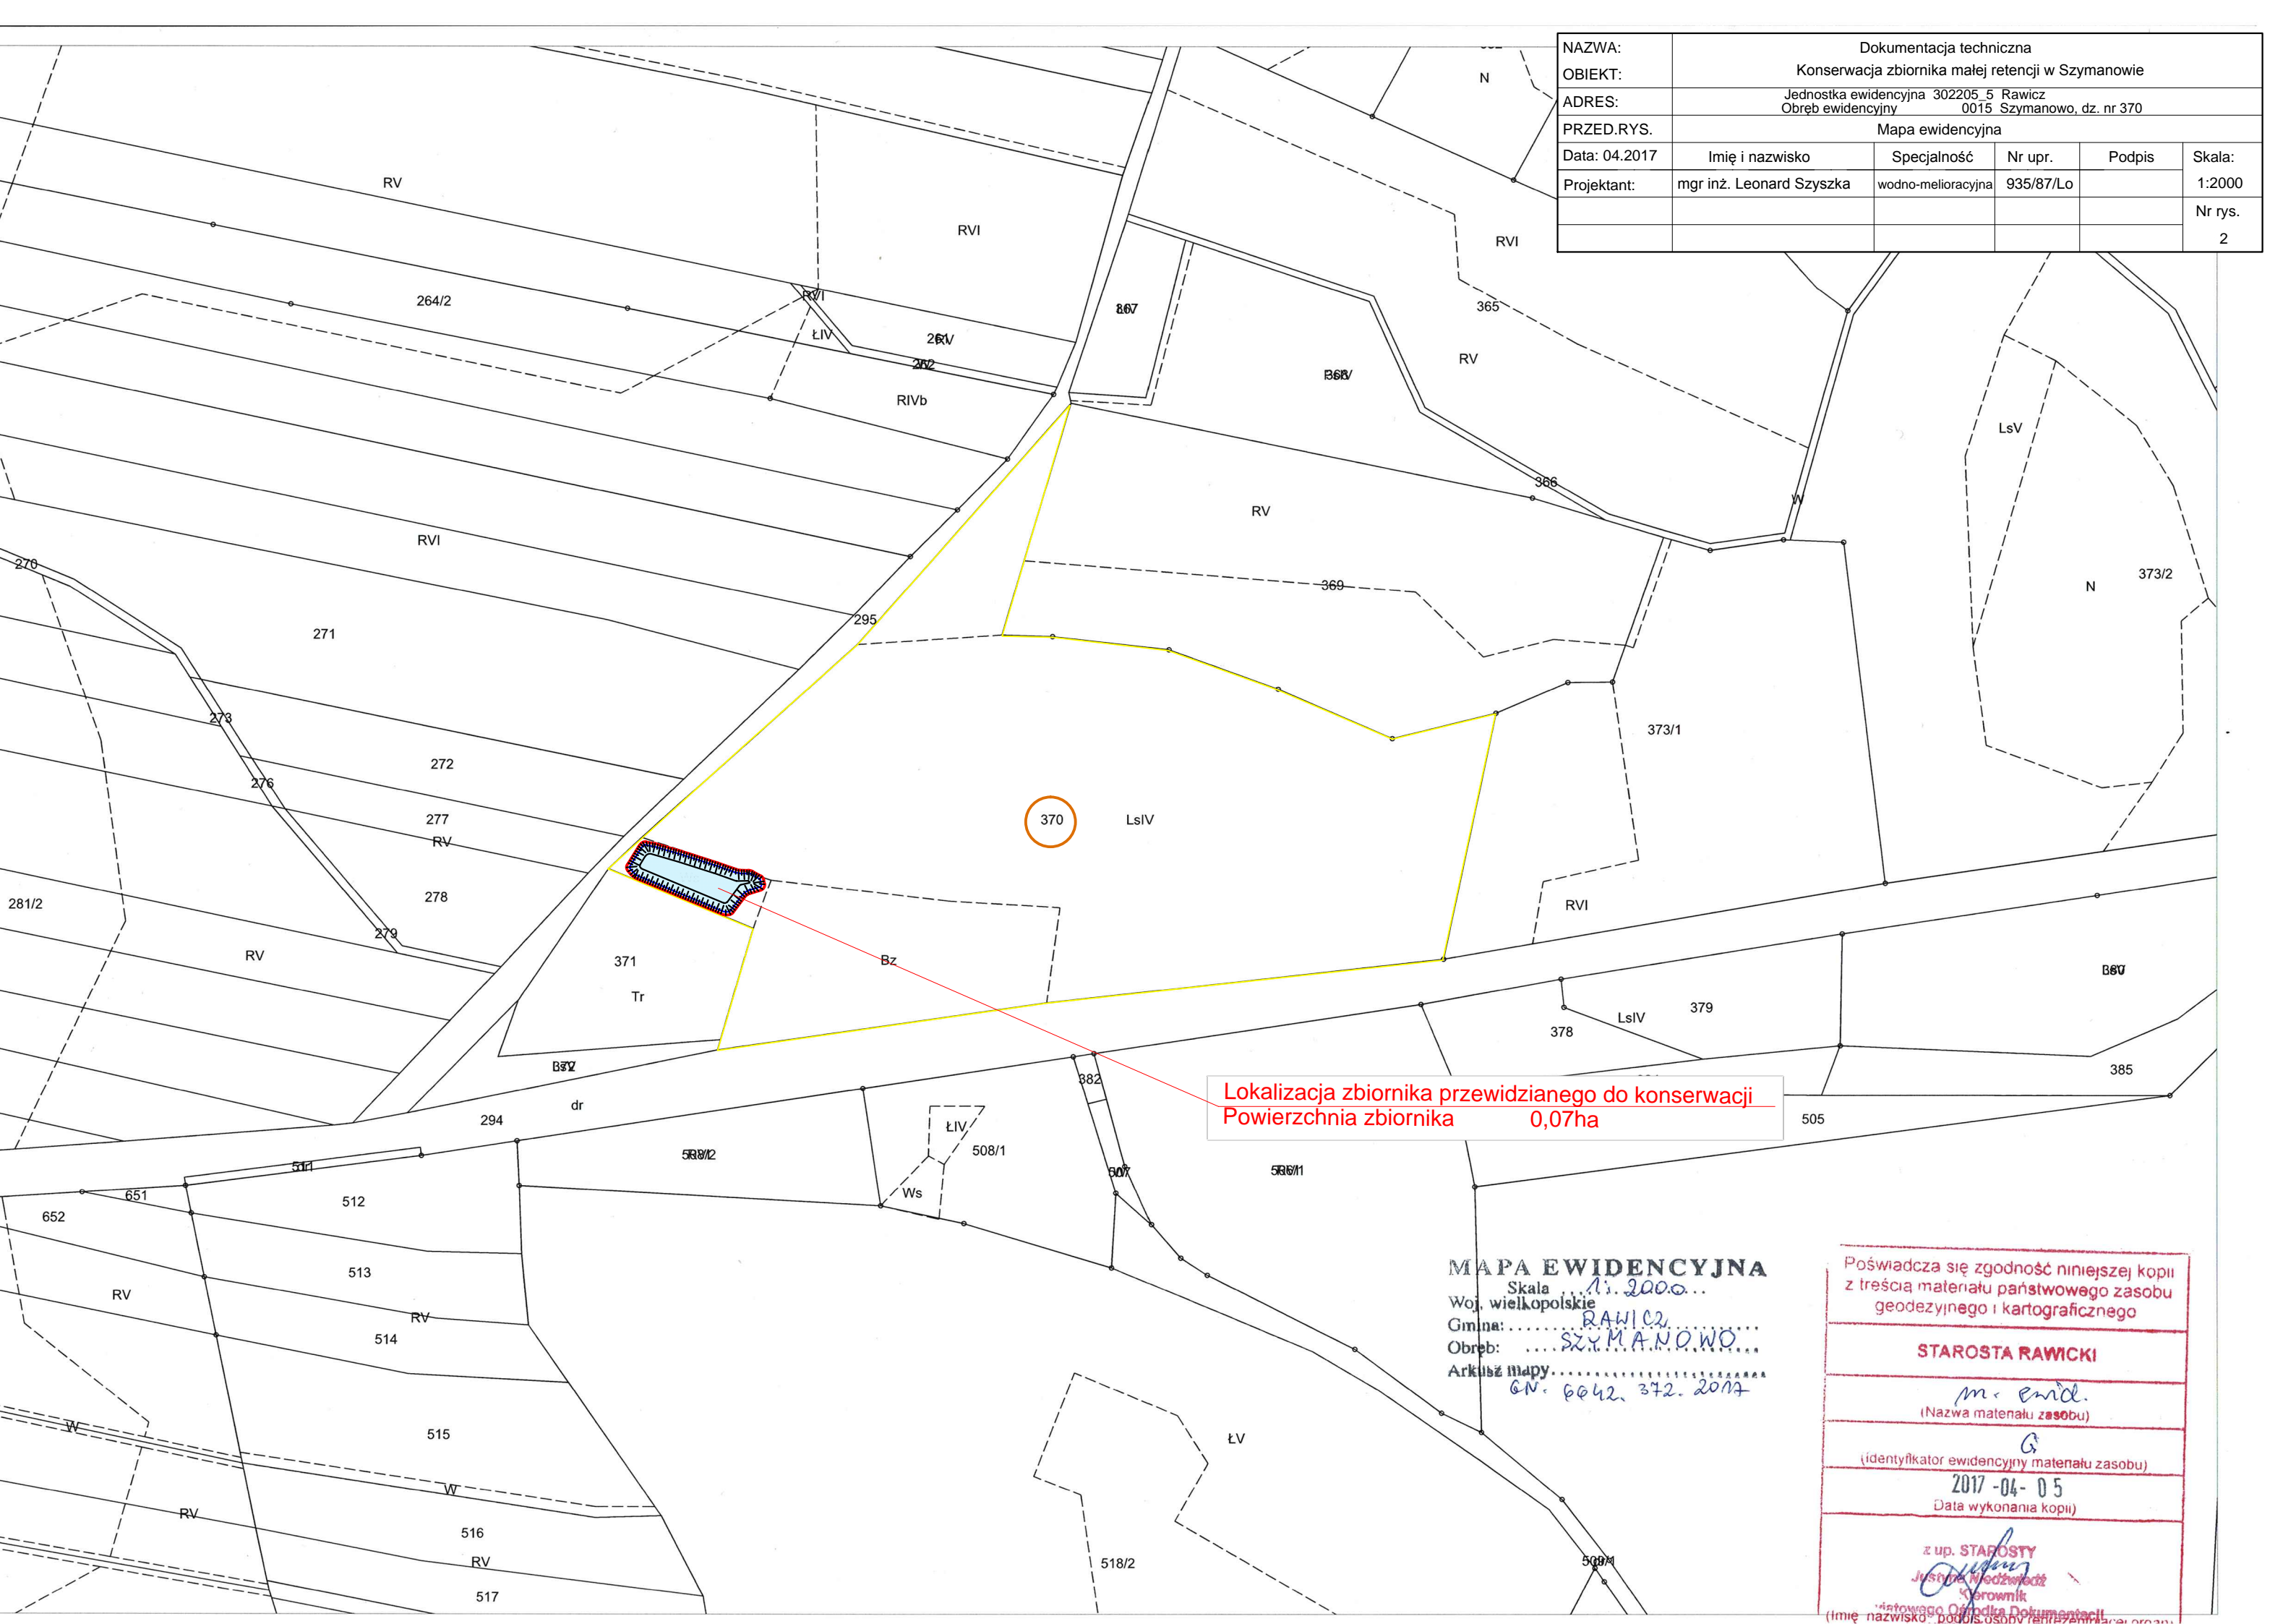 NAZWA: Dokumentacja techniczna
OBIEKT: Konserwacja zbiornika małej retencji w Szymanowie
ADRES: Jednostka ewidencyjna 302205_5 Rawicz
Obręb ewidencyjny 0015 Szymanowo, dz. nr 370
PRZED.RYS. Mapa ewidencyjna
Data: 04.2017 Imię i nazwisko Specjalność Nr upr. Podpis Skala:
Projektant: mgr inż. Leonard Szyszka wodno-melioracyjna 935/87/Lo 1:2000
Nr rys.
2
N
RV
RVI
RVI
264/2
RVI
ŁIV
261
RV
RIVb
365
RV
LsV
366
W
RV
RVI
270
369
373/2
N
271
295
273
373/1
272
276
277
RV
370
LsIV
278
281/2
279
RV
RVI
371
Bz
Tr
LsIV
379
378
385
382
dr
294
505
Lokalizacja zbiornika przewidzianego do konserwacji
Powierzchnia zbiornika 0,07ha
ŁIV
508/1
Ws
651
512
652
513
RV
RV
514
515
W
W
RV
516
RV
517
518/2
ŁV
MAPA EWIDENCYJNA
Skala 1:2000
Woj. wielkopolskie
Gmina: RAWICZ
Obręb: SZYMANOWO
Arkusz mapy
GN. 6642. 372. 2017
Poświadcza się zgodność niniejszej kopii
z treścią materiału państwowego zasobu
geodezyjnego i kartograficznego
STAROSTA RAWICKI
m. ewid.
(Nazwa materiału zasobu)
G
(identyfikator ewidencyjny materiału zasobu)
2017 -04- 05
Data wykonania kopii)
z up. STAROSTY
Justyna Niedźwiedź
Kierownik